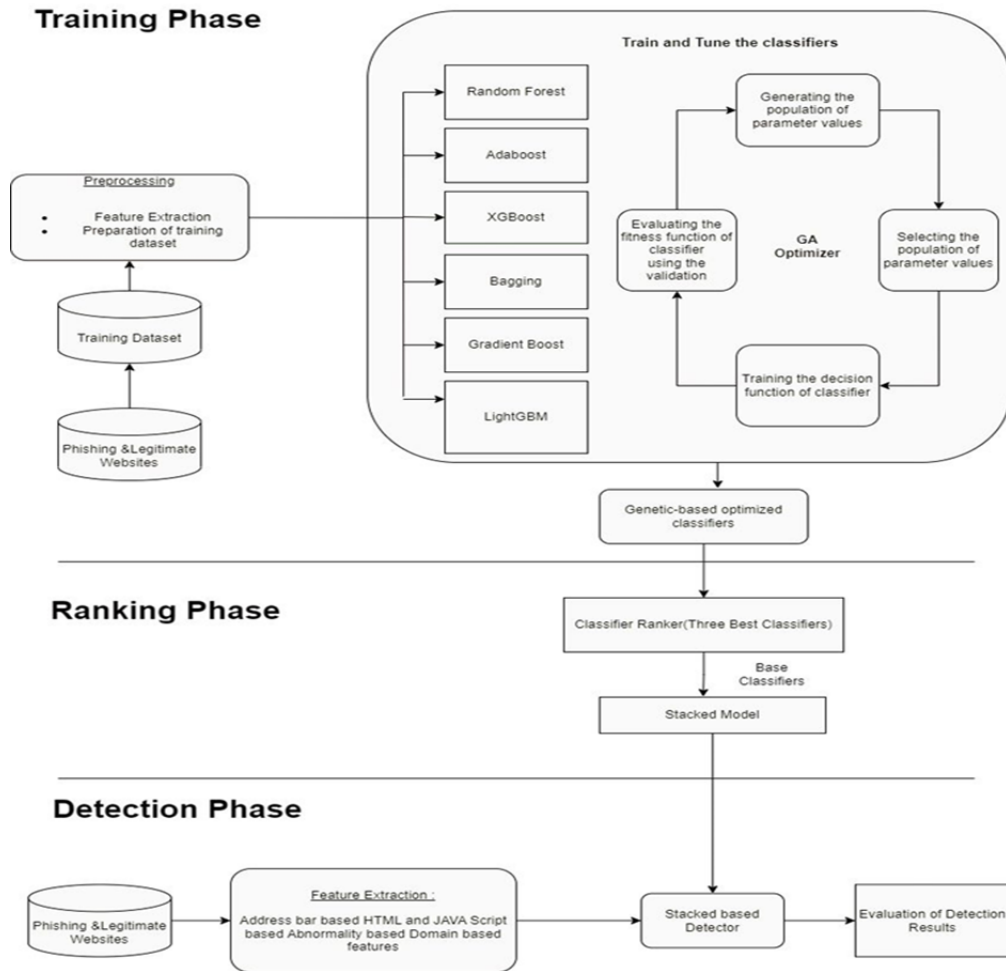 Training Phase
Train and Tune the classifiers
Preprocessing
• Feature Extraction
• Preparation of training
dataset
Training Dataset
Phishing &Legitimate
Websites
Random Forest
Adaboost
XGBoost
Bagging
Gradient Boost
LightGBM
Generating the
population of
parameter values
Evaluating the
fitness function of
classifier
using the
validation
GA
Optimizer
Selecting the
population of
parameter values
Training the decision
function of classifier
Genetic-based optimized
classifiers
Ranking Phase
Classifier Ranker(Three Best Classifiers)
Base
Classifiers
Stacked Model
Detection Phase
Phishing &Legitimate
Websites
Feature Extraction :
Address bar based HTML and JAVA Script
based Abnormality based Domain based
features
Stacked based
Detector
Evaluation of Detection
Results